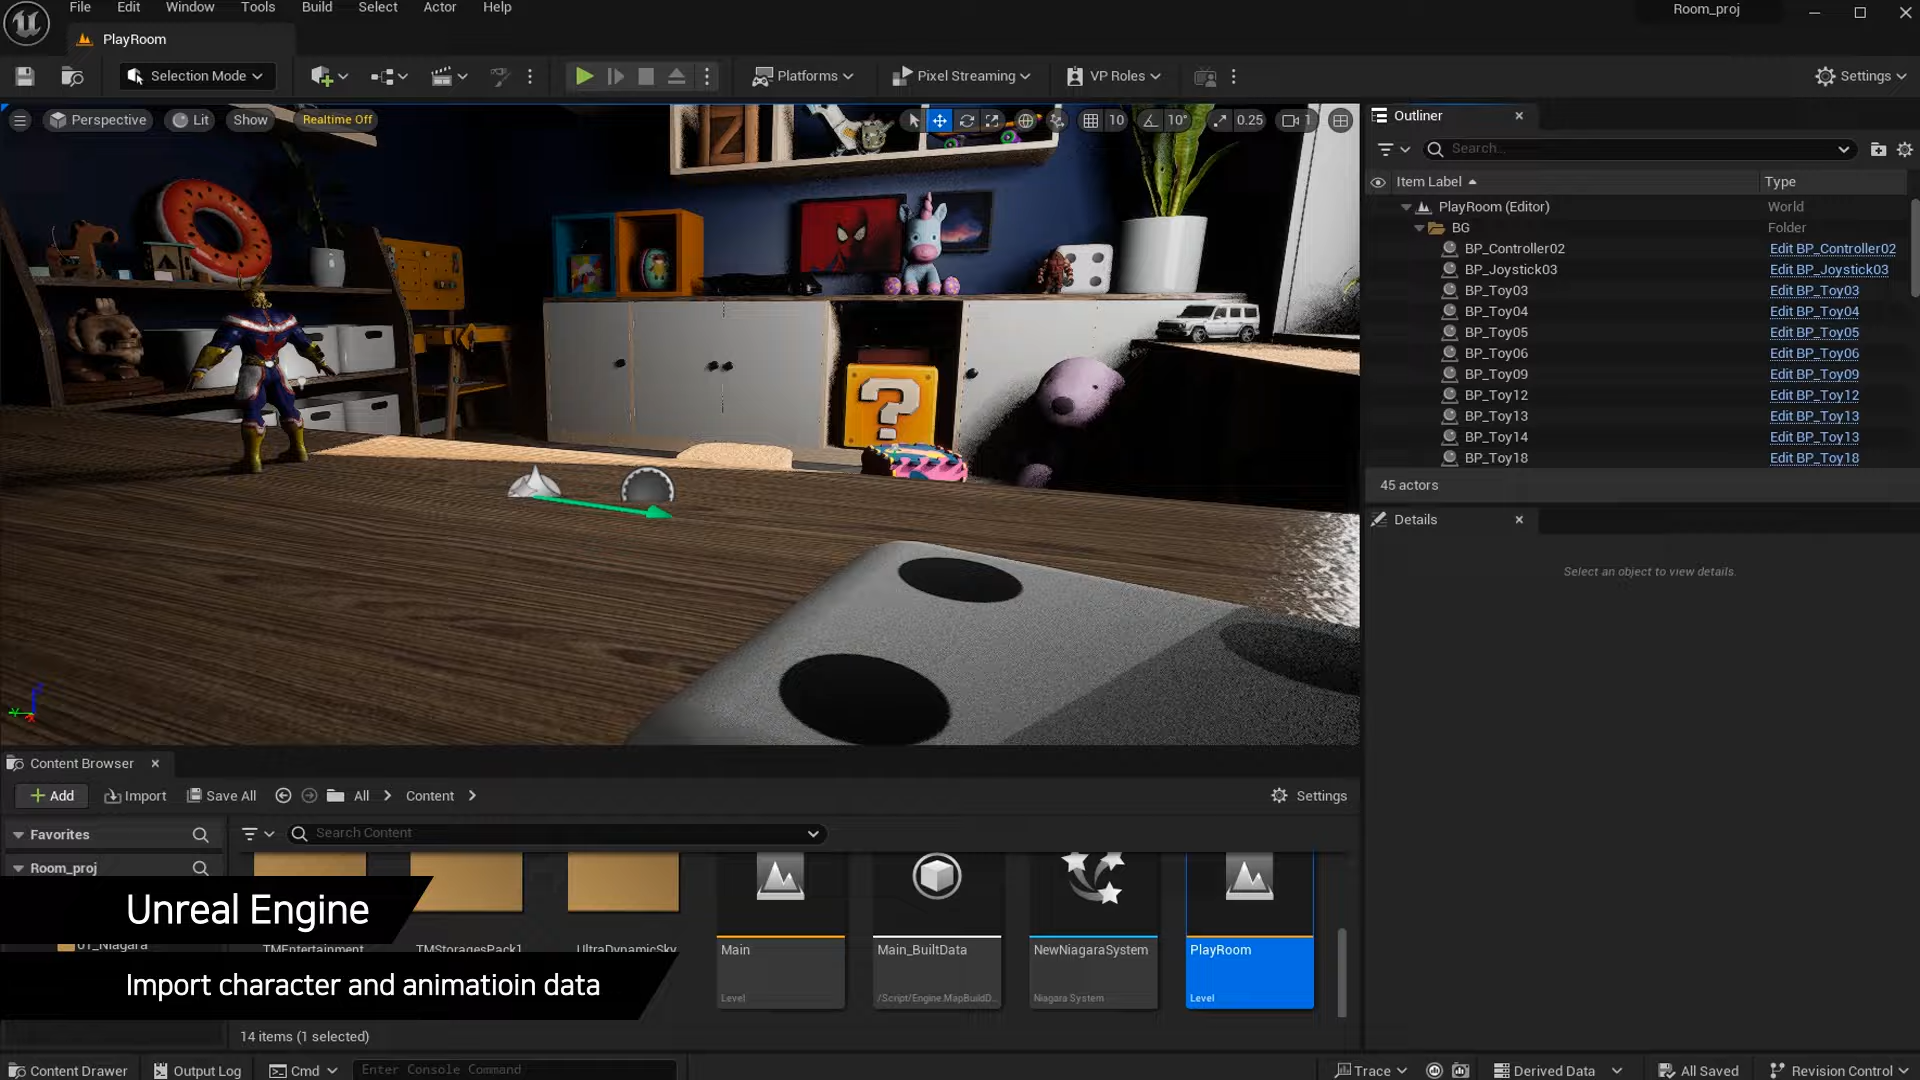 File Edit Window Tools Build Select Actor Help
Room_proj
PlayRoom
Selection Mode
Platforms
Pixel Streaming
VP Roles
Settings
Perspective Lit Show Realtime Off
10 10° 0.25 1
Outliner
Search...
Item Label Type
PlayRoom (Editor) World
BG Folder
BP_Controller02 Edit BP_Controller02
BP_Joystick03 Edit BP_Joystick03
BP_Toy03 Edit BP_Toy03
BP_Toy04 Edit BP_Toy04
BP_Toy05 Edit BP_Toy05
BP_Toy06 Edit BP_Toy06
BP_Toy09 Edit BP_Toy09
BP_Toy12 Edit BP_Toy12
BP_Toy13 Edit BP_Toy13
BP_Toy14 Edit BP_Toy13
BP_Toy18 Edit BP_Toy18
45 actors
Details
Select an object to view details.
Content Browser
Add Import Save All All Content Settings
Favorites
Search Content
Room_proj
Unreal Engine
01_Niagara
TMEntertainment TMStoragesPack1 UltraDynamicSky
Main Main_BuiltData NewNiagaraSystem PlayRoom
Level /Script/Engine.MapBuildD... Niagara System Level
Import character and animatioin data
14 items (1 selected)
Content Drawer Output Log Cmd Enter Console Command Trace Derived Data All Saved Revision Control